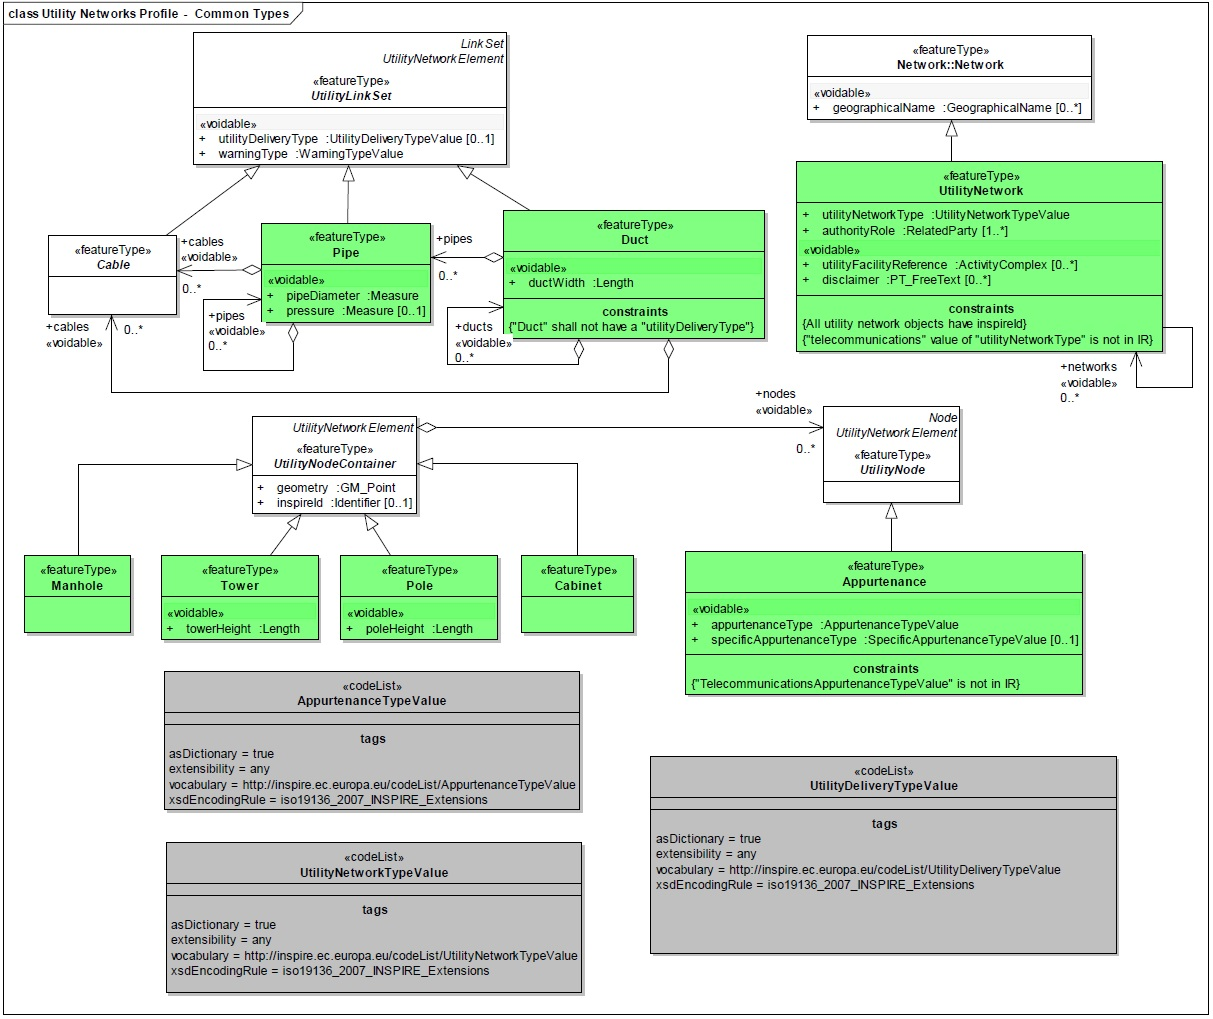 class Utility Networks Profile - Common Types
LinkSet
UtilityNetworkElement
«featureType»
UtilityLinkSet
«voidable»
+ utilityDeliveryType :UtilityDeliveryTypeValue [0..1]
+ warningType :WarningTypeValue
«featureType»
Network::Network
«voidable»
+ geographicalName :GeographicalName [0..*]
«featureType»
UtilityNetwork
+ utilityNetworkType :UtilityNetworkTypeValue
+ authorityRole :RelatedParty [1..*]
«voidable»
+ utilityFacilityReference :ActivityComplex [0..*]
+ disclaimer :PT_FreeText [0..*]
constraints
{All utility network objects have inspireId}
{"telecommunications" value of "utilityNetworkType" is not in IR}
+networks
«voidable»
0..*
«featureType»
Cable
+cables
«voidable»
0..*
«featureType»
Pipe
«voidable»
+ pipeDiameter :Measure
+ pressure :Measure [0..1]
+pipes
0..*
«featureType»
Duct
«voidable»
+ ductWidth :Length
constraints
{"Duct" shall not have a "utilityDeliveryType"}
+cables
«voidable»
0..*
+pipes
«voidable»
0..*
+ducts
«voidable»
0..*
UtilityNetworkElement
«featureType»
UtilityNodeContainer
+ geometry :GM_Point
+ inspireId :Identifier [0..1]
+nodes
«voidable»
0..*
Node
UtilityNetworkElement
«featureType»
UtilityNode
«featureType»
Manhole
«featureType»
Tower
«voidable»
+ towerHeight :Length
«featureType»
Pole
«voidable»
+ poleHeight :Length
«featureType»
Cabinet
«featureType»
Appurtenance
«voidable»
+ appurtenanceType :AppurtenanceTypeValue
+ specificAppurtenanceType :SpecificAppurtenanceTypeValue [0..1]
constraints
{"TelecommunicationsAppurtenanceTypeValue" is not in IR}
«codeList»
AppurtenanceTypeValue
tags
asDictionary = true
extensibility = any
vocabulary = http://inspire.ec.europa.eu/codeList/AppurtenanceTypeValue
xsdEncodingRule = iso19136_2007_INSPIRE_Extensions
«codeList»
UtilityDeliveryTypeValue
tags
asDictionary = true
extensibility = any
vocabulary = http://inspire.ec.europa.eu/codeList/UtilityDeliveryTypeValue
xsdEncodingRule = iso19136_2007_INSPIRE_Extensions
«codeList»
UtilityNetworkTypeValue
tags
asDictionary = true
extensibility = any
vocabulary = http://inspire.ec.europa.eu/codeList/UtilityNetworkTypeValue
xsdEncodingRule = iso19136_2007_INSPIRE_Extensions